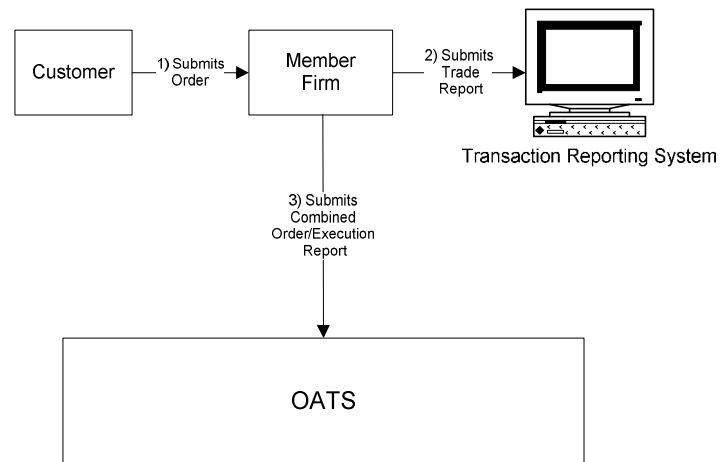 Customer
1) Submits
Order
Member
Firm
2) Submits
Trade
Report
Transaction Reporting System
3) Submits
Combined
Order/Execution
Report
OATS